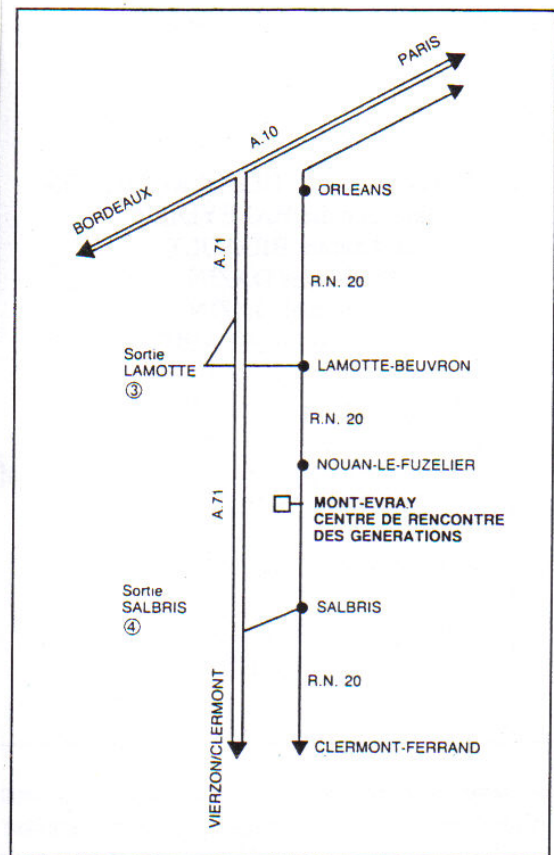 PARIS
A.10
BORDEAUX
ORLEANS
A.71
R.N. 20
Sortie
LAMOTTE
③
LAMOTTE-BEUVRON
R.N. 20
NOUAN-LE-FUZELIER
A.71
MONT-EVRAY
CENTRE DE RENCONTRE
DES GENERATIONS
Sortie
SALBRIS
④
SALBRIS
R.N. 20
VIERZON/CLERMONT
CLERMONT-FERRAND